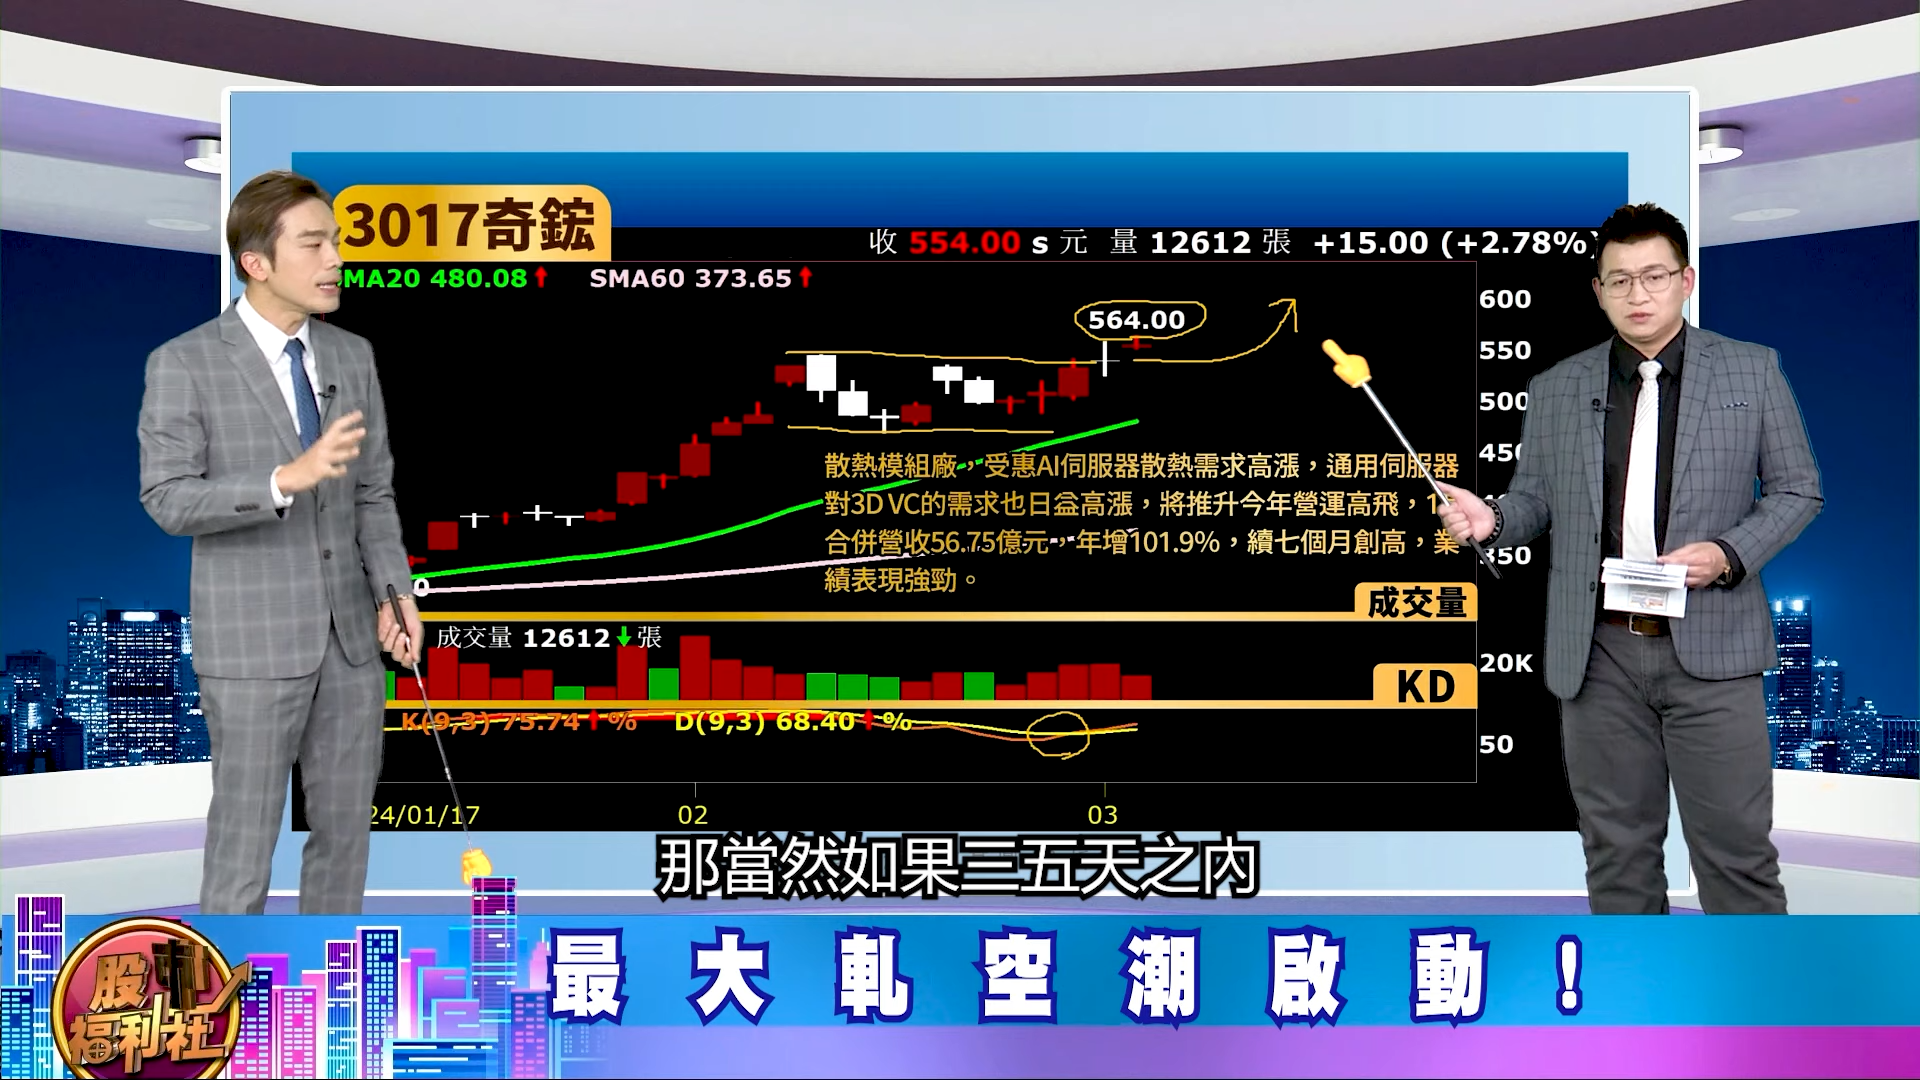 3017奇鋐
收 554.00 s 元 量 12612 張 +15.00 (+2.78%)
MA20 480.08↑ SMA60 373.65↑
600
564.00
550
500
散熱模組廠，受惠AI伺服器散熱需求高漲，通用伺服器
對3D VC的需求也日益高漲，將推升今年營運高飛，1
合併營收56.75億元，年增101.9%，續七個月創高，業
績表現強勁。
350
0
成交量
成交量 12612↓張
20K
KD
K(9,3) 75.74↑% D(9,3) 68.40↑%
50
24/01/17
02
03
那當然如果三五天之內
最大軋空潮啟動！
股市
福利社